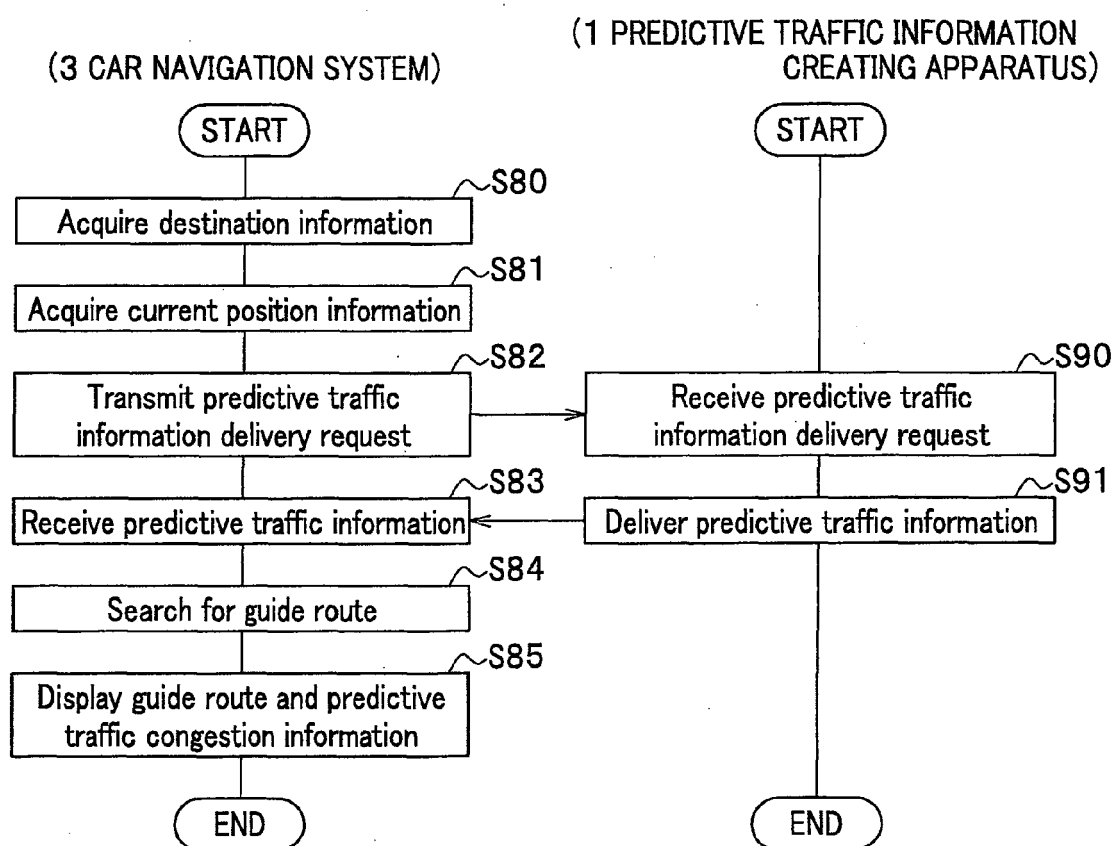 (3 CAR NAVIGATION SYSTEM)
START
S80
Acquire destination information
S81
Acquire current position information
S82
Transmit predictive traffic
information delivery request
S83
Receive predictive traffic information
S84
Search for guide route
S85
Display guide route and predictive
traffic congestion information
END
(1 PREDICTIVE TRAFFIC INFORMATION
CREATING APPARATUS)
START
S90
Receive predictive traffic
information delivery request
S91
Deliver predictive traffic information
END